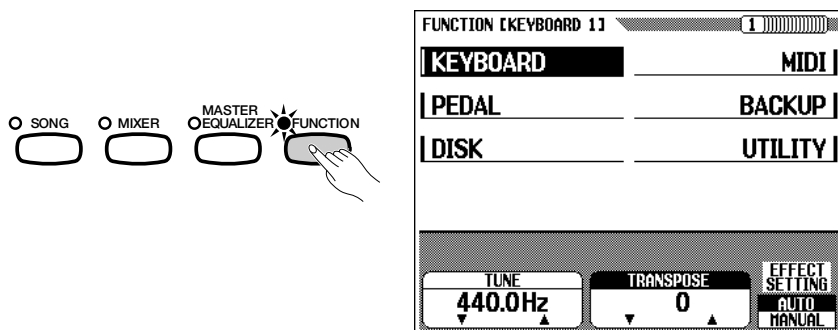 SONG
MIXER
MASTER
EQUALIZER
FUNCTION
FUNCTION [KEYBOARD 1]
1
KEYBOARD
MIDI
PEDAL
BACKUP
DISK
UTILITY
TUNE
440.0Hz
TRANSPOSE
0
EFFECT
SETTING
AUTO
MANUAL